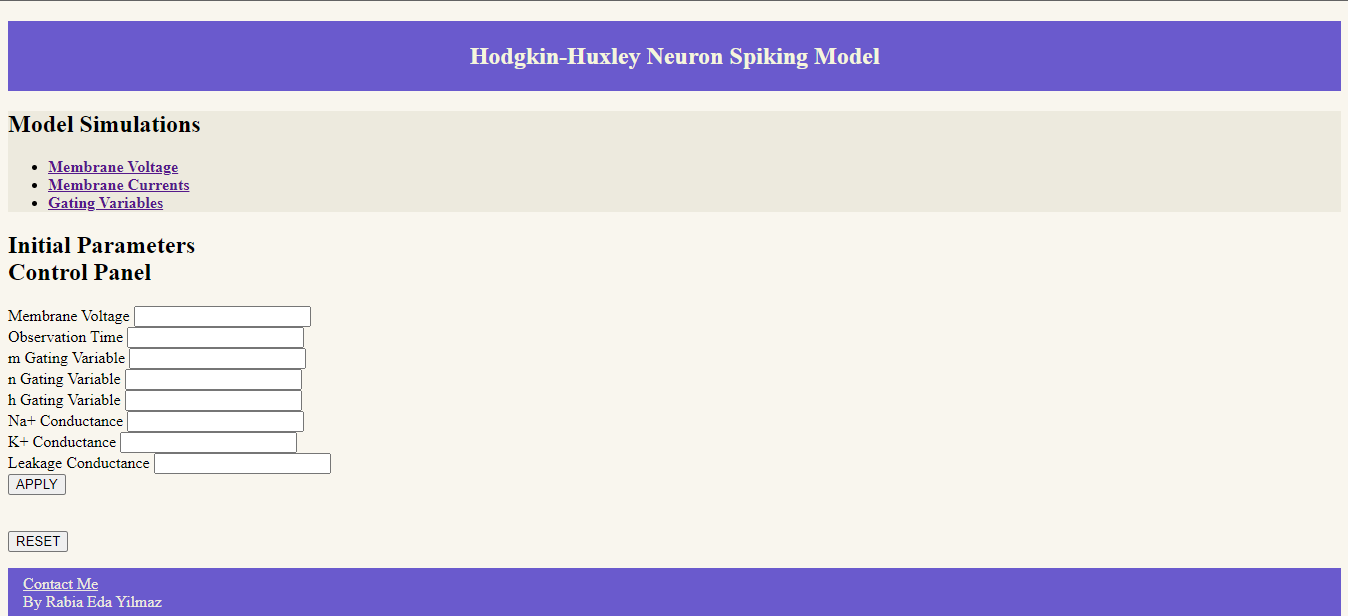 Hodgkin-Huxley Neuron Spiking Model
Model Simulations
Membrane Voltage
Membrane Currents
Gating Variables
Initial Parameters
Control Panel
Membrane Voltage
Observation Time
m Gating Variable
n Gating Variable
h Gating Variable
Na+ Conductance
K+ Conductance
Leakage Conductance
APPLY
RESET
Contact Me
By Rabia Eda Yilmaz